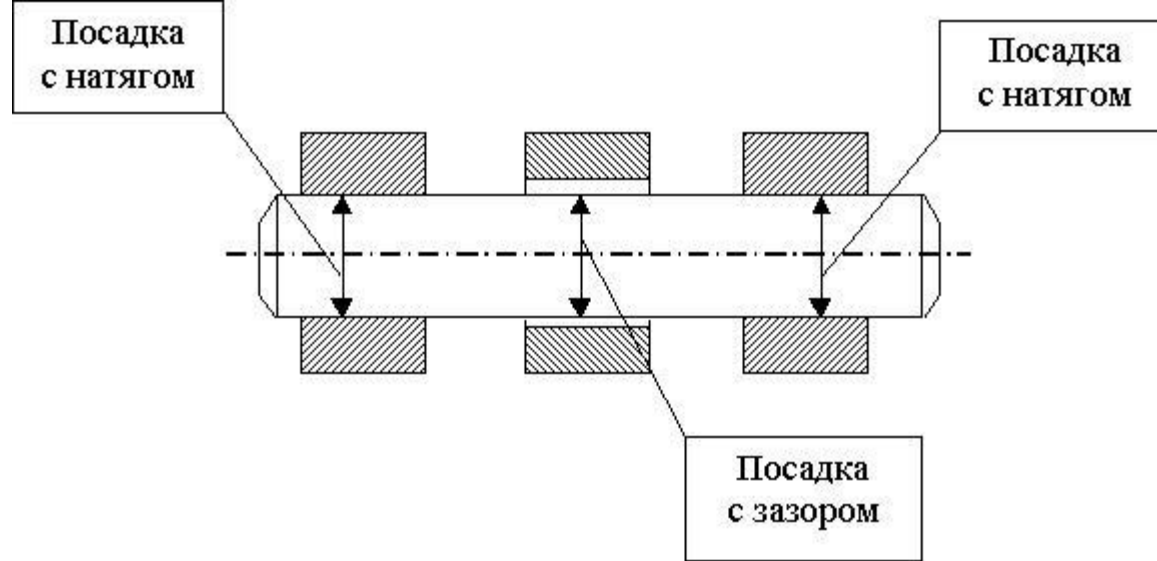 Посадка
с натягом
Посадка
с натягом
Посадка
с зазором